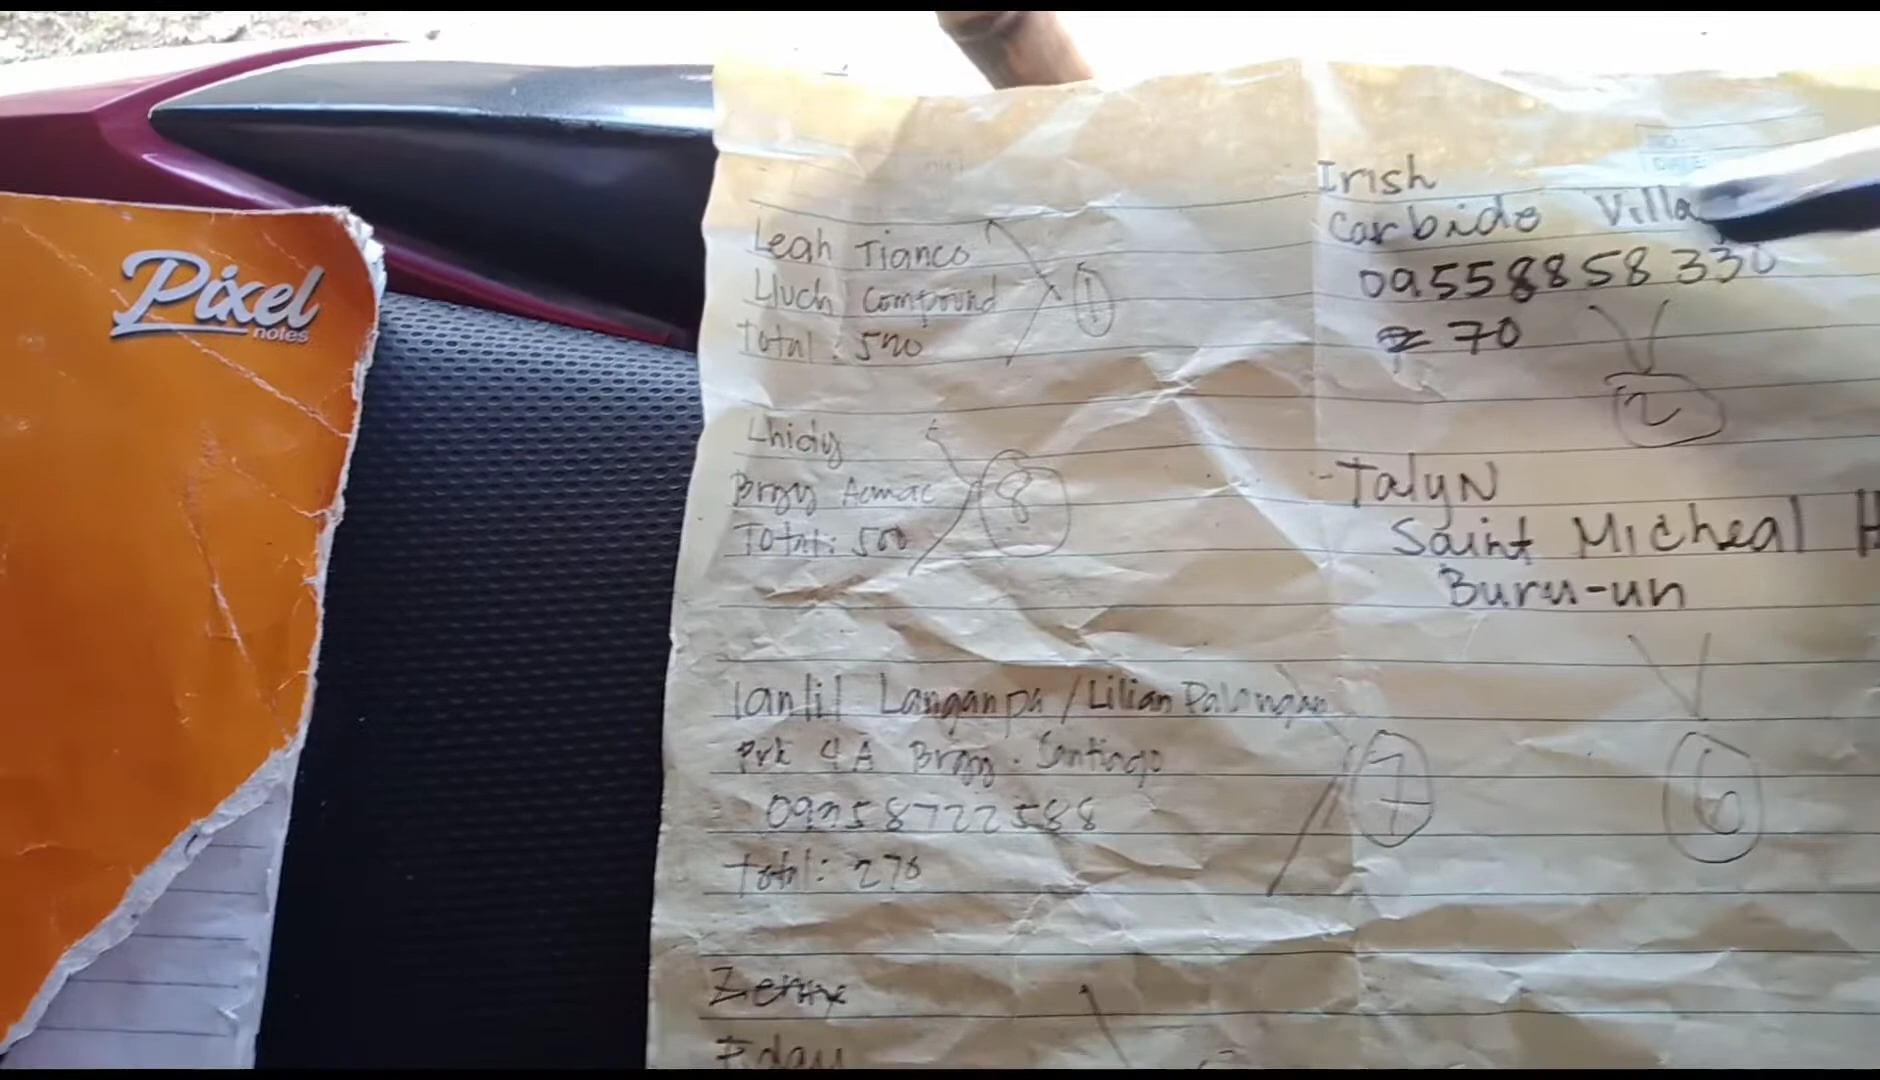 Pixel
notes
Leah Tianco
Lluch Compound
Total: 520
1
Lhidy
Brgy Acmac
Total: 500
8
Ianlil Langanpa / Lilian Palangan
Prk 4A Brgy. Santiago
58722588
Total: 270
7
Zenny
Irish
Carbide Villa
09558858330
70
2
-Talyn
Saint Micheal H
Buru-un
6